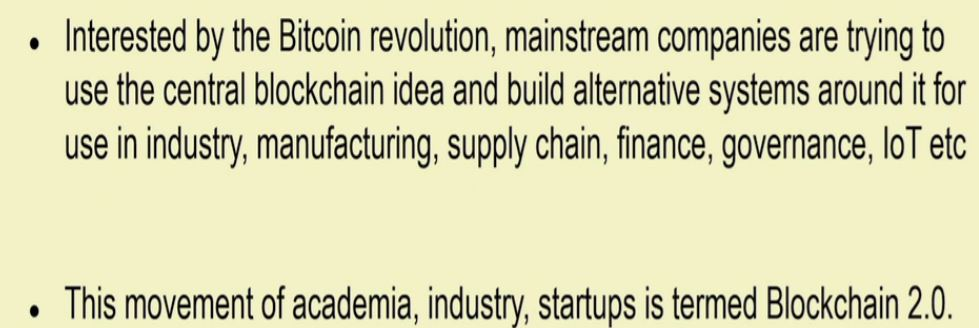 • Interested by the Bitcoin revolution, mainstream companies are trying to
use the central blockchain idea and build alternative systems around it for
use in industry, manufacturing, supply chain, finance, governance, IoT etc
• This movement of academia, industry, startups is termed Blockchain 2.0.